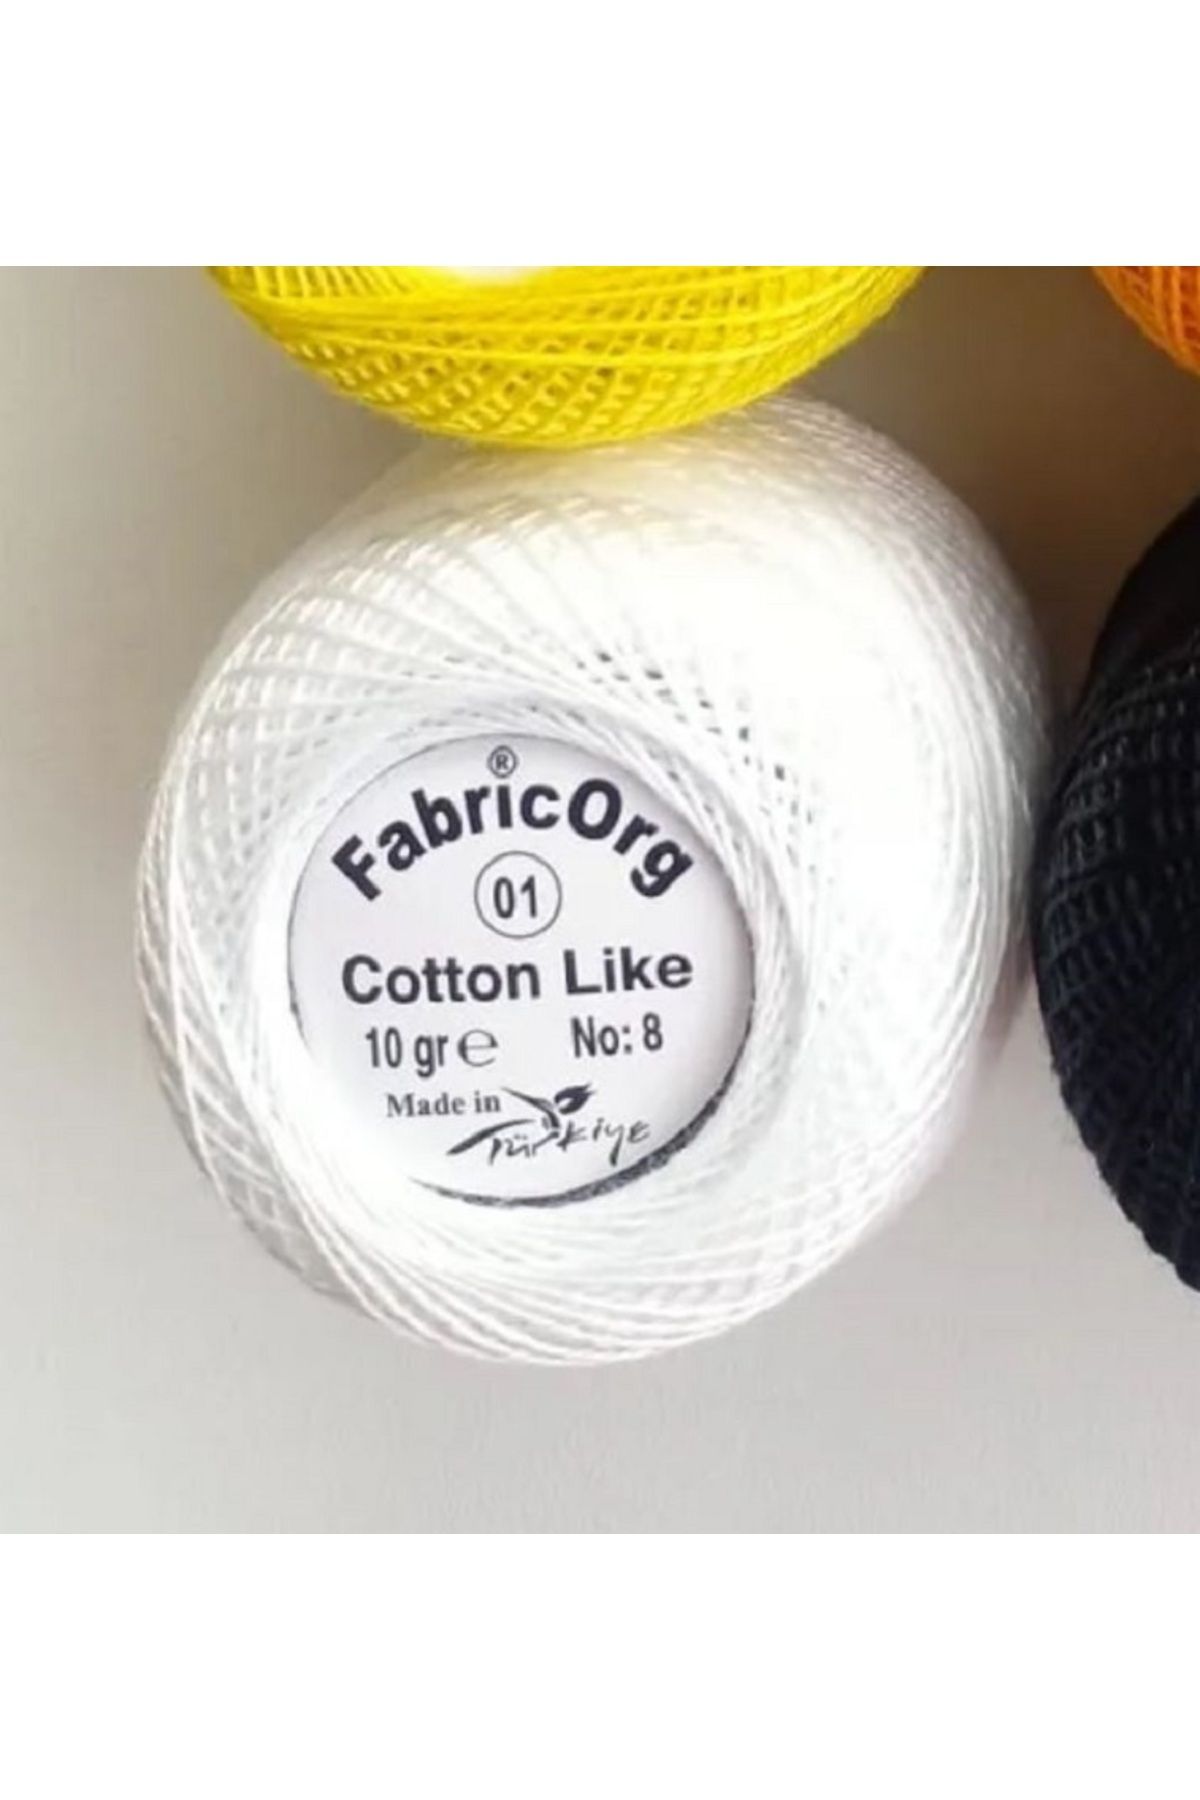 ®
FabricOrg
01
Cotton Like
10 gr ℮ No: 8
Made in
Türkiye